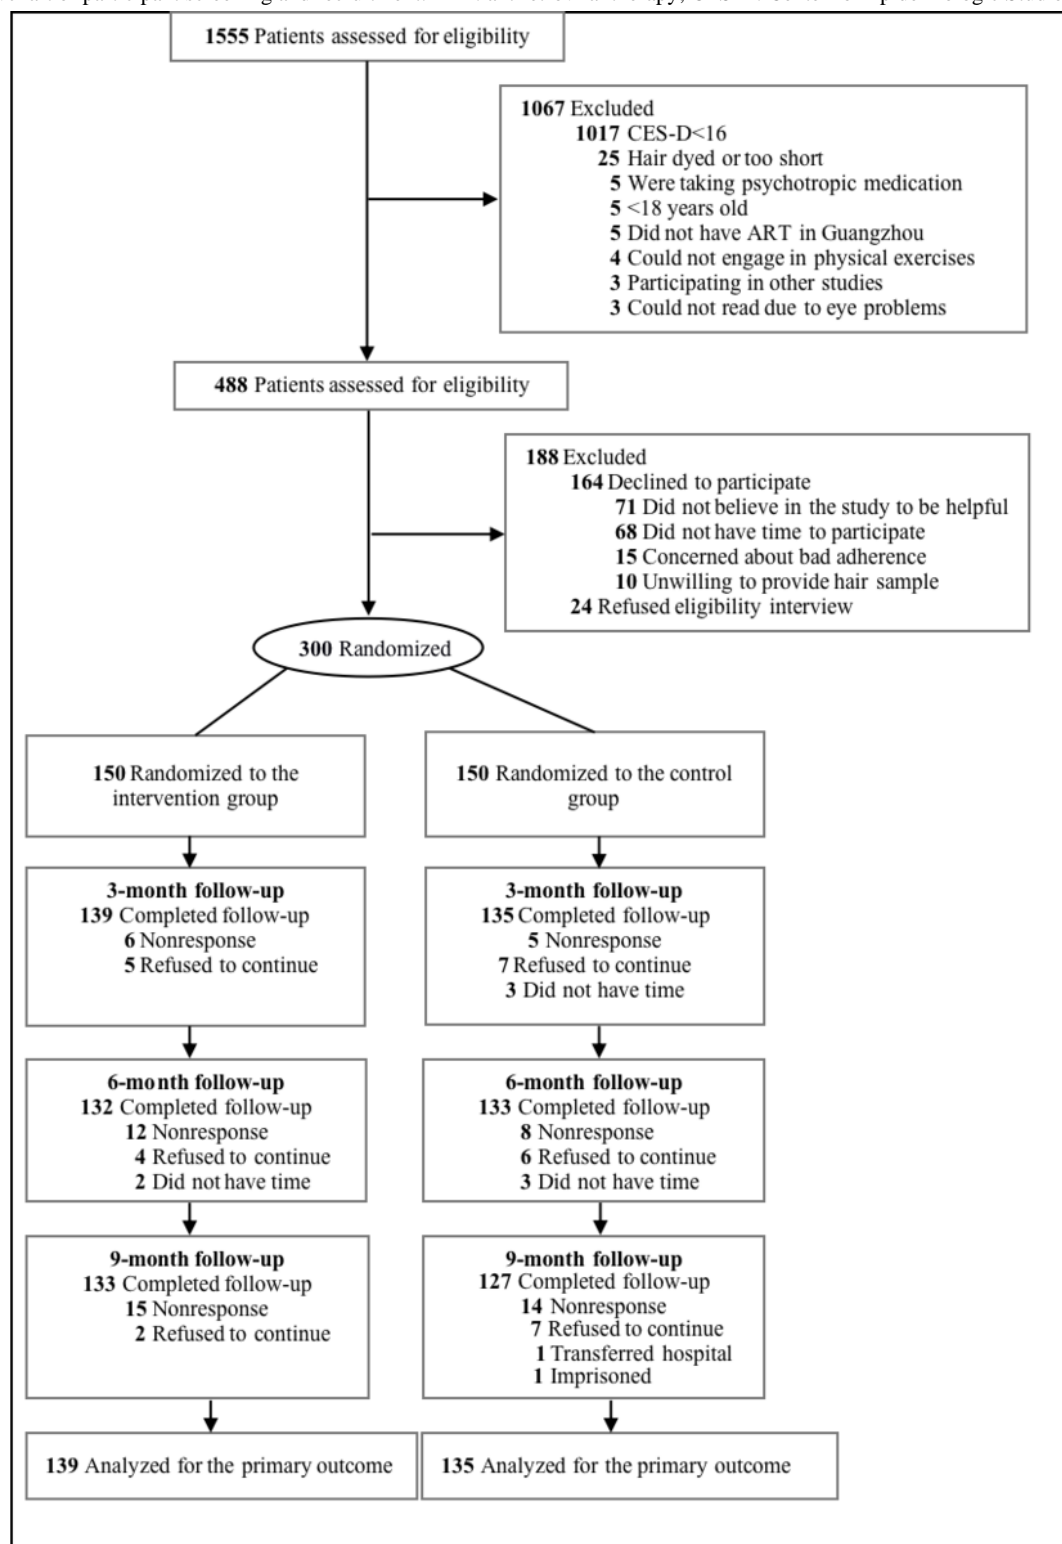 1555 Patients assessed for eligibility
1067 Excluded
1017 CES-D<16
25 Hair dyed or too short
5 Were taking psychotropic medication
5 <18 years old
5 Did not have ART in Guangzhou
4 Could not engage in physical exercises
3 Participating in other studies
3 Could not read due to eye problems
488 Patients assessed for eligibility
188 Excluded
164 Declined to participate
71 Did not believe in the study to be helpful
68 Did not have time to participate
15 Concerned about bad adherence
10 Unwilling to provide hair sample
24 Refused eligibility interview
300 Randomized
150 Randomized to the
intervention group
150 Randomized to the control
group
3-month follow-up
139 Completed follow-up
6 Nonresponse
5 Refused to continue
3-month follow-up
135 Completed follow-up
5 Nonresponse
7 Refused to continue
3 Did not have time
6-month follow-up
132 Completed follow-up
12 Nonresponse
4 Refused to continue
2 Did not have time
6-month follow-up
133 Completed follow-up
8 Nonresponse
6 Refused to continue
3 Did not have time
9-month follow-up
133 Completed follow-up
15 Nonresponse
2 Refused to continue
9-month follow-up
127 Completed follow-up
14 Nonresponse
7 Refused to continue
1 Transferred hospital
1 Imprisoned
139 Analyzed for the primary outcome
135 Analyzed for the primary outcome